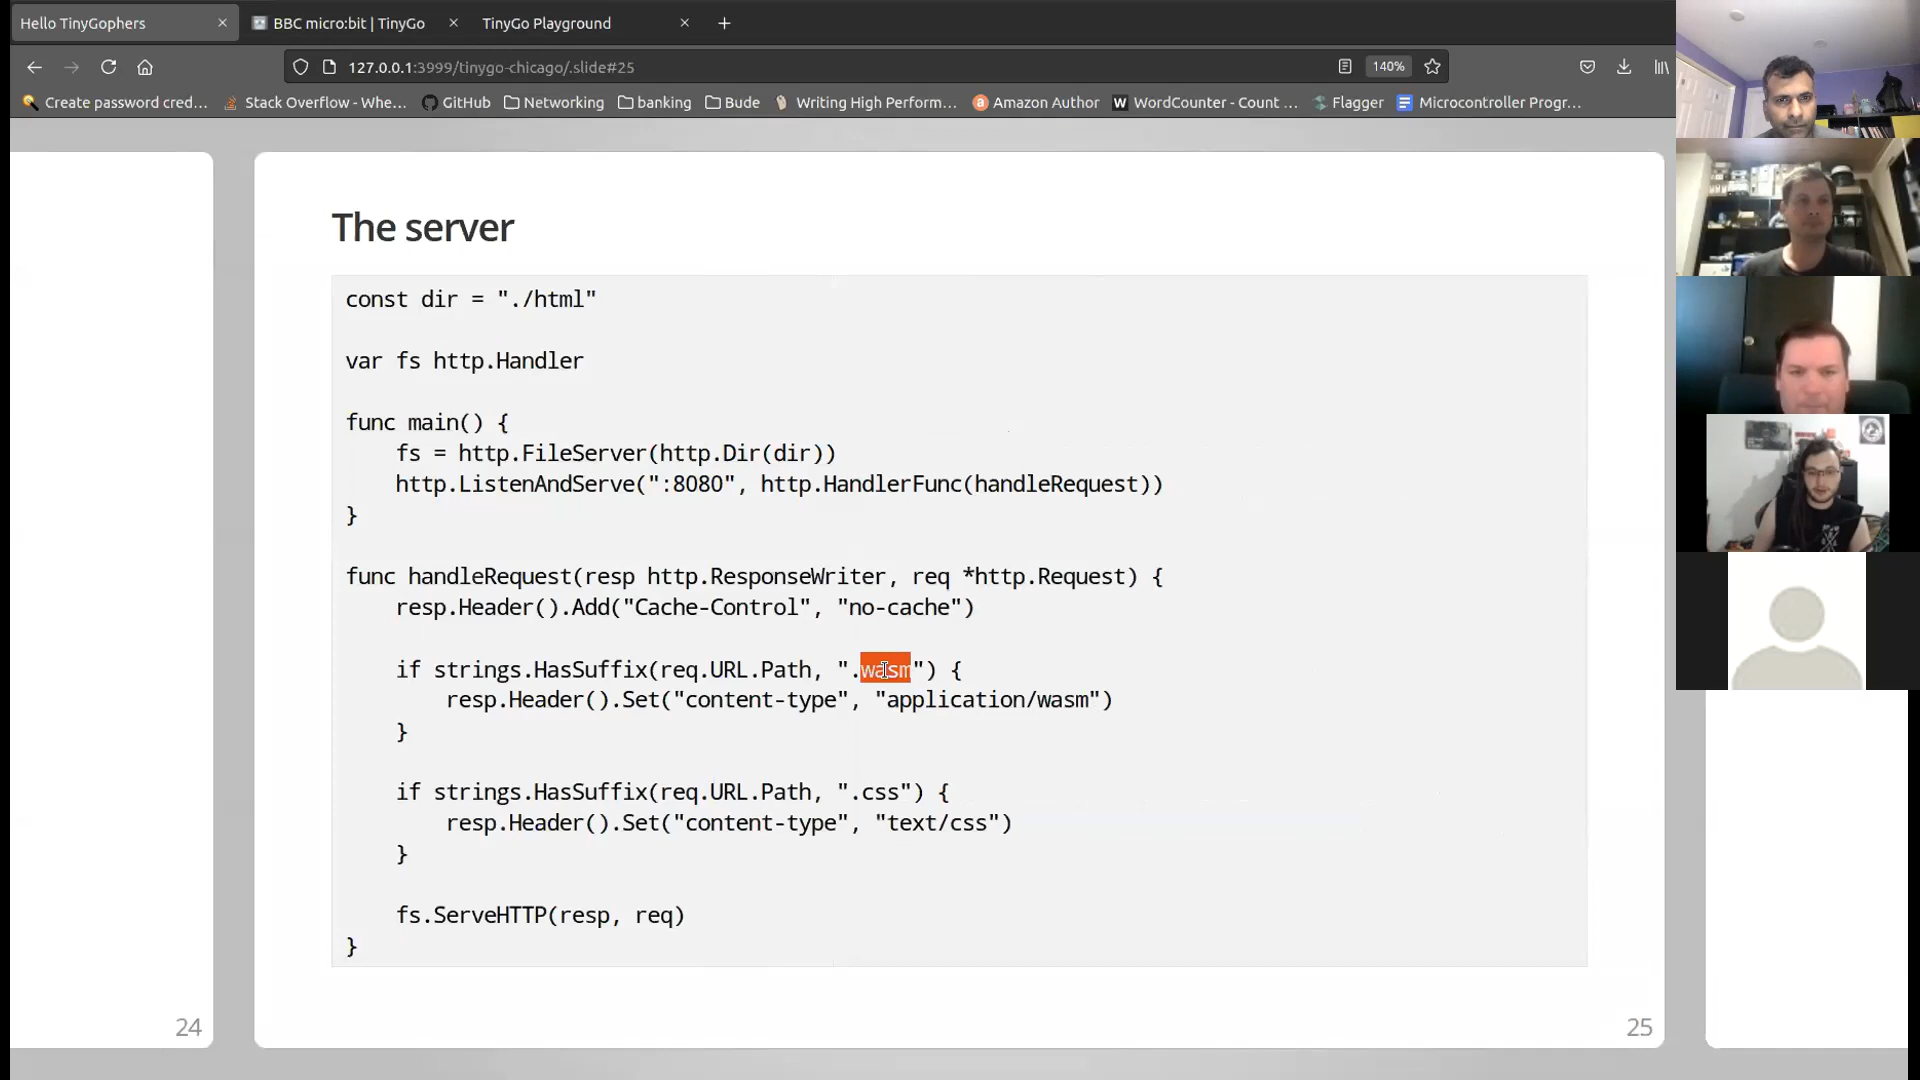 Hello TinyGophers
BBC micro:bit | TinyGo
TinyGo Playground
127.0.0.1:3999/tinygo-chicago/.slide#25
140%
Create password cred...
Stack Overflow - Whe...
GitHub
Networking
banking
Bude
Writing High Perform...
Amazon Author
WordCounter - Count ...
Flagger
Microcontroller Progr...
The server
const dir = "./html"
var fs http.Handler
func main() {
fs = http.FileServer(http.Dir(dir))
http.ListenAndServe(":8080", http.HandlerFunc(handleRequest))
}
func handleRequest(resp http.ResponseWriter, req *http.Request) {
resp.Header().Add("Cache-Control", "no-cache")
if strings.HasSuffix(req.URL.Path, ".wasm") {
resp.Header().Set("content-type", "application/wasm")
}
if strings.HasSuffix(req.URL.Path, ".css") {
resp.Header().Set("content-type", "text/css")
}
fs.ServeHTTP(resp, req)
}
24
25